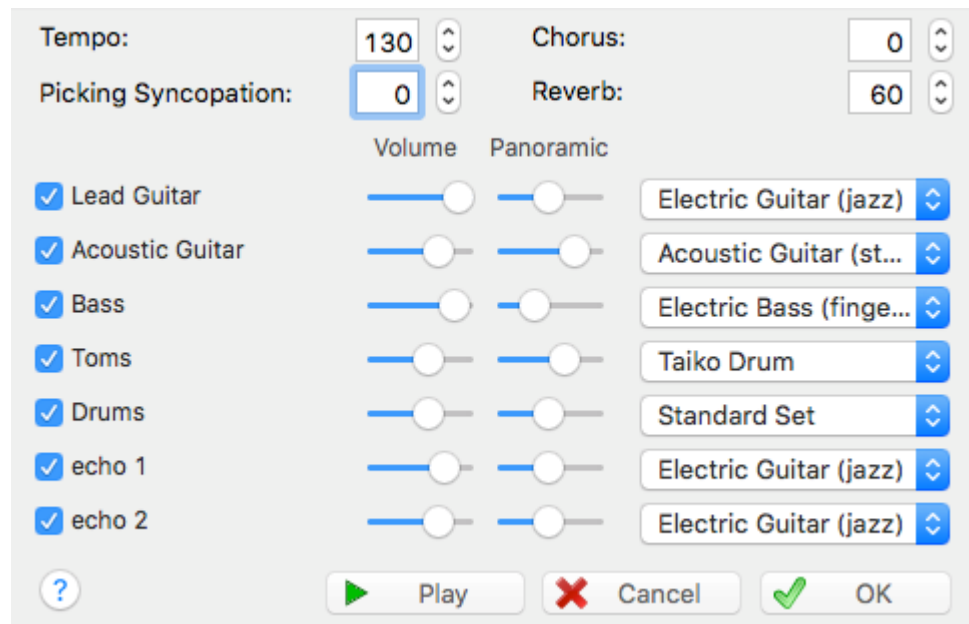 Tempo: 130 Chorus: 0
Picking Syncopation: 0 Reverb: 60
Volume Panoramic
Lead Guitar Electric Guitar (jazz)
Acoustic Guitar Acoustic Guitar (st...
Bass Electric Bass (finge...
Toms Taiko Drum
Drums Standard Set
echo 1 Electric Guitar (jazz)
echo 2 Electric Guitar (jazz)
? Play Cancel OK